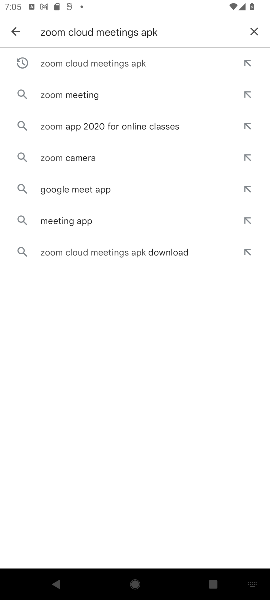 7:05
zoom cloud meetings apk
zoom cloud meetings apk
zoom meeting
zoom app 2020 for online classes
zoom camera
google meet app
meeting app
zoom cloud meetings apk download